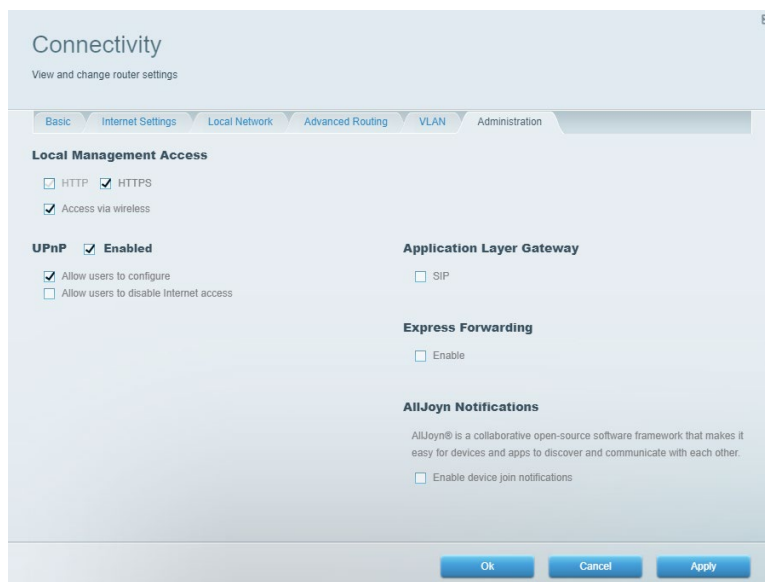 Connectivity
View and change router settings
Basic Internet Settings Local Network Advanced Routing VLAN Administration
Local Management Access
HTTP HTTPS
Access via wireless
UPnP Enabled
Allow users to configure
Allow users to disable Internet access
Application Layer Gateway
SIP
Express Forwarding
Enable
AllJoyn Notifications
AllJoyn® is a collaborative open-source software framework that makes it
easy for devices and apps to discover and communicate with each other.
Enable device join notifications
Ok Cancel Apply